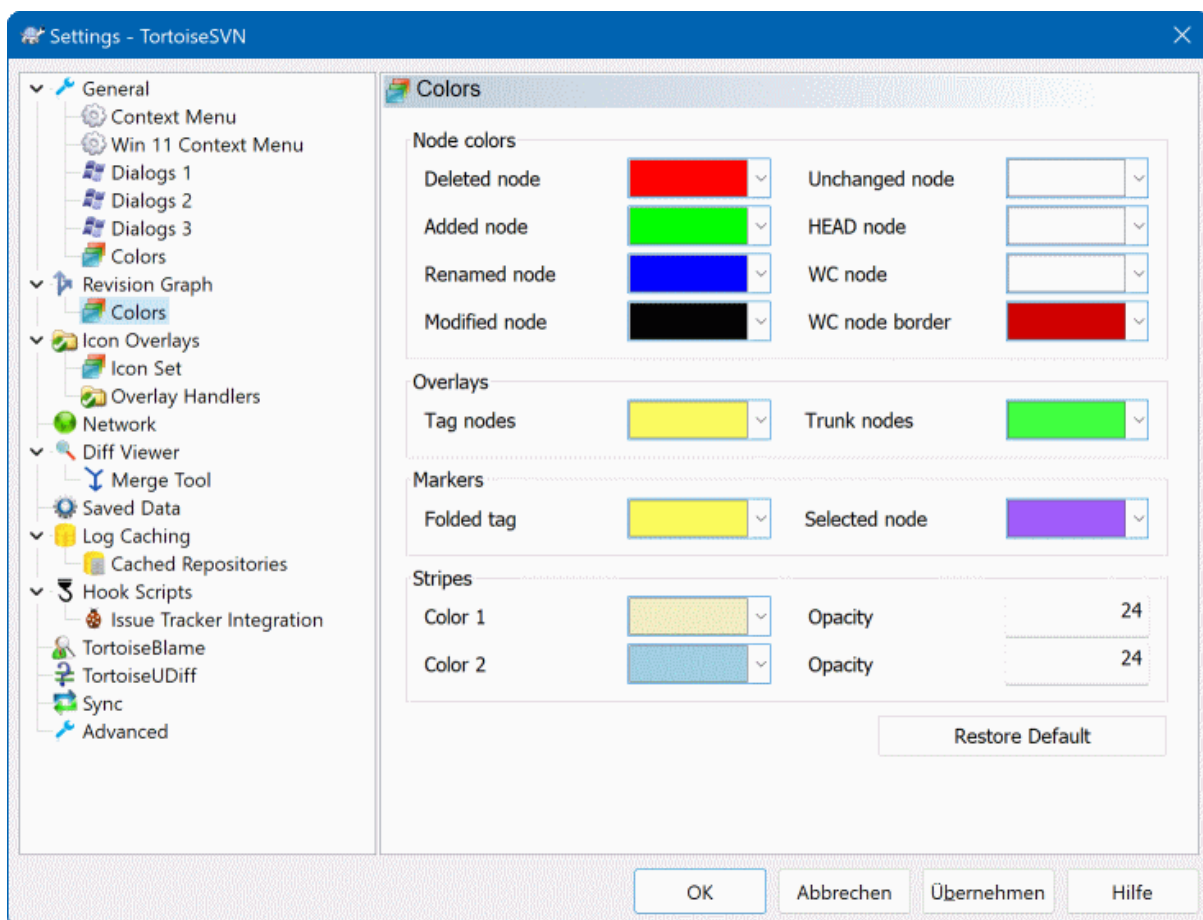 Settings - TortoiseSVN
General
Context Menu
Win 11 Context Menu
Dialogs 1
Dialogs 2
Dialogs 3
Colors
Revision Graph
Colors
Icon Overlays
Icon Set
Overlay Handlers
Network
Diff Viewer
Merge Tool
Saved Data
Log Caching
Cached Repositories
Hook Scripts
Issue Tracker Integration
TortoiseBlame
TortoiseUDiff
Sync
Advanced
Colors
Node colors
Deleted node Unchanged node
Added node HEAD node
Renamed node WC node
Modified node WC node border
Overlays
Tag nodes Trunk nodes
Markers
Folded tag Selected node
Stripes
Color 1 Opacity 24
Color 2 Opacity 24
Restore Default
OK Abbrechen Übernehmen Hilfe